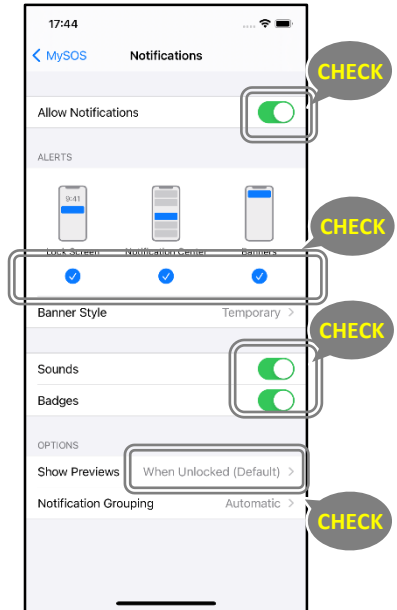 17:44
MySOS
Notifications
CHECK
Allow Notifications
ALERTS
9:41
CHECK
Lock Screen
Notification Center
Banners
Banner Style
Temporary
CHECK
Sounds
Badges
OPTIONS
Show Previews
When Unlocked (Default)
Notification Grouping
Automatic
CHECK